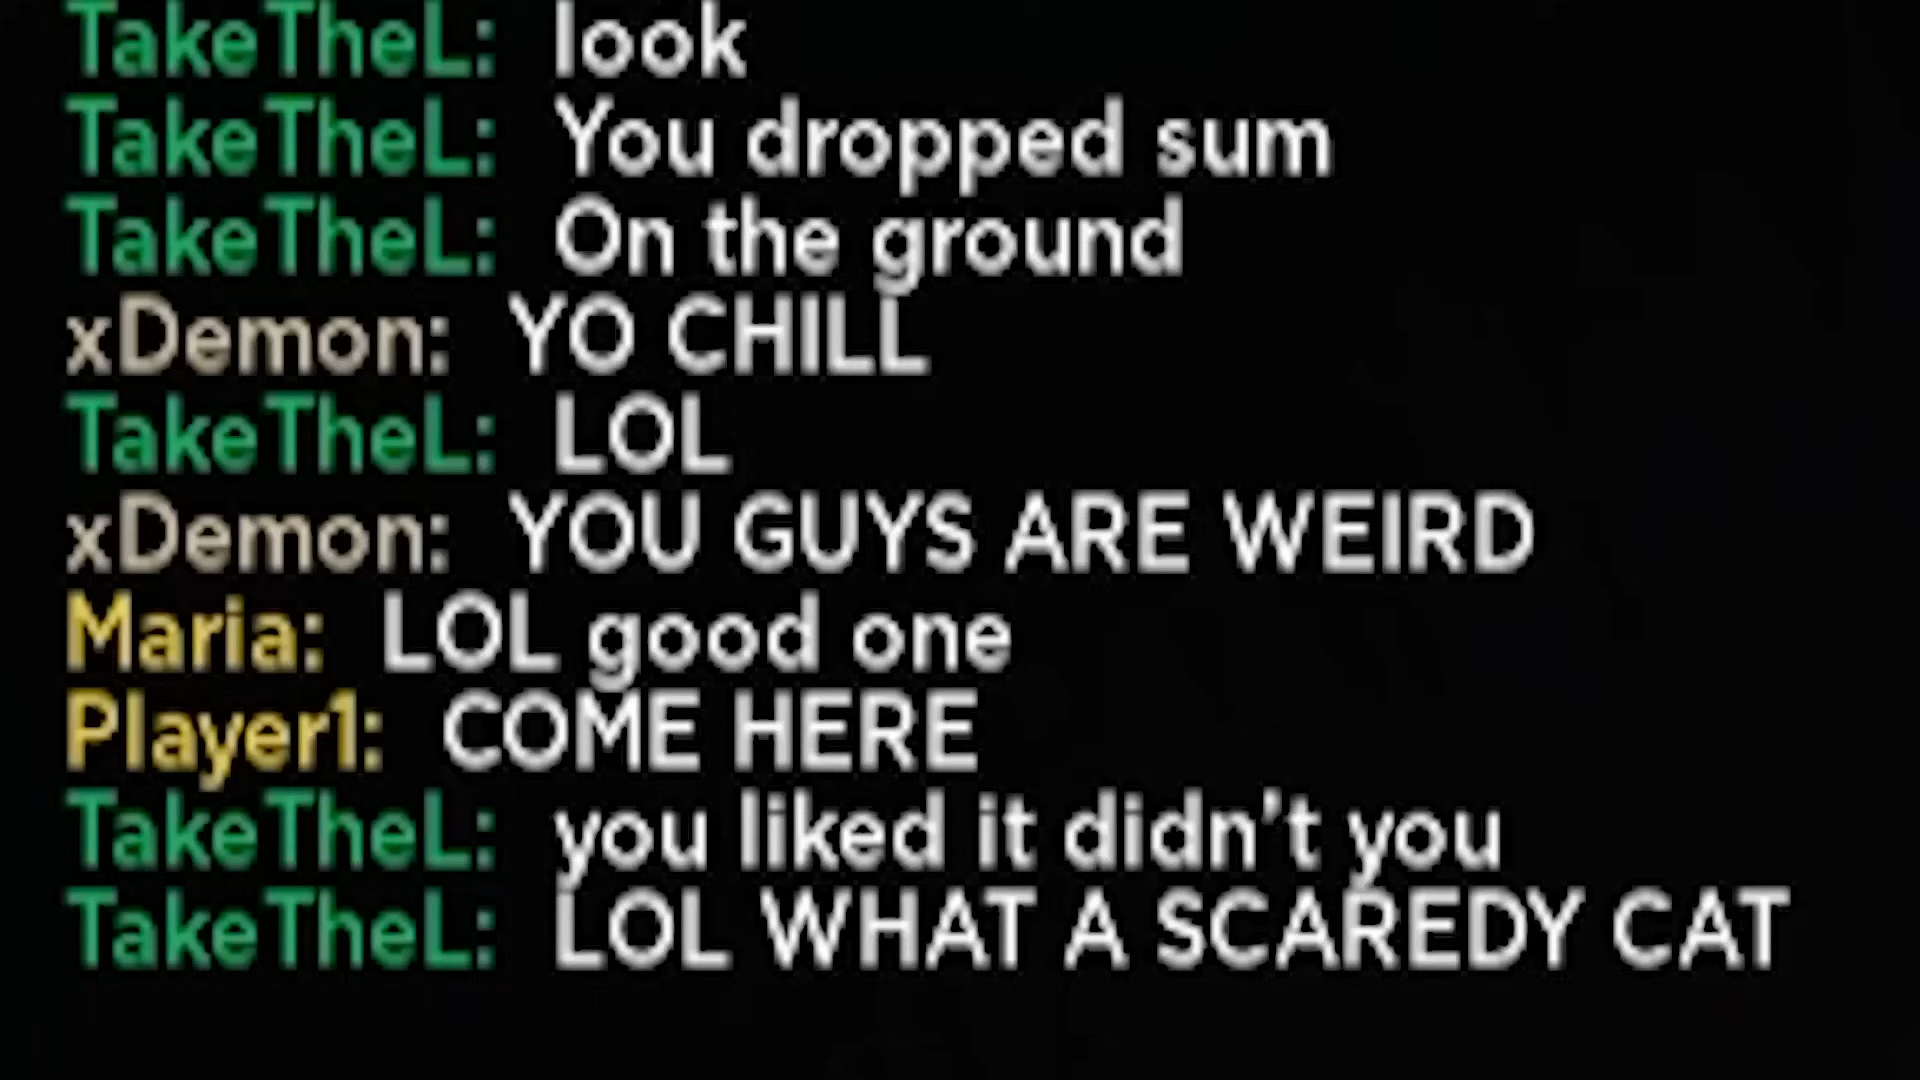 TakeTheL: look
TakeTheL: You dropped sum
TakeTheL: On the ground
xDemon: YO CHILL
TakeTheL: LOL
xDemon: YOU GUYS ARE WEIRD
Maria: LOL good one
Player1: COME HERE
TakeTheL: you liked it didn't you
TakeTheL: LOL WHAT A SCAREDY CAT